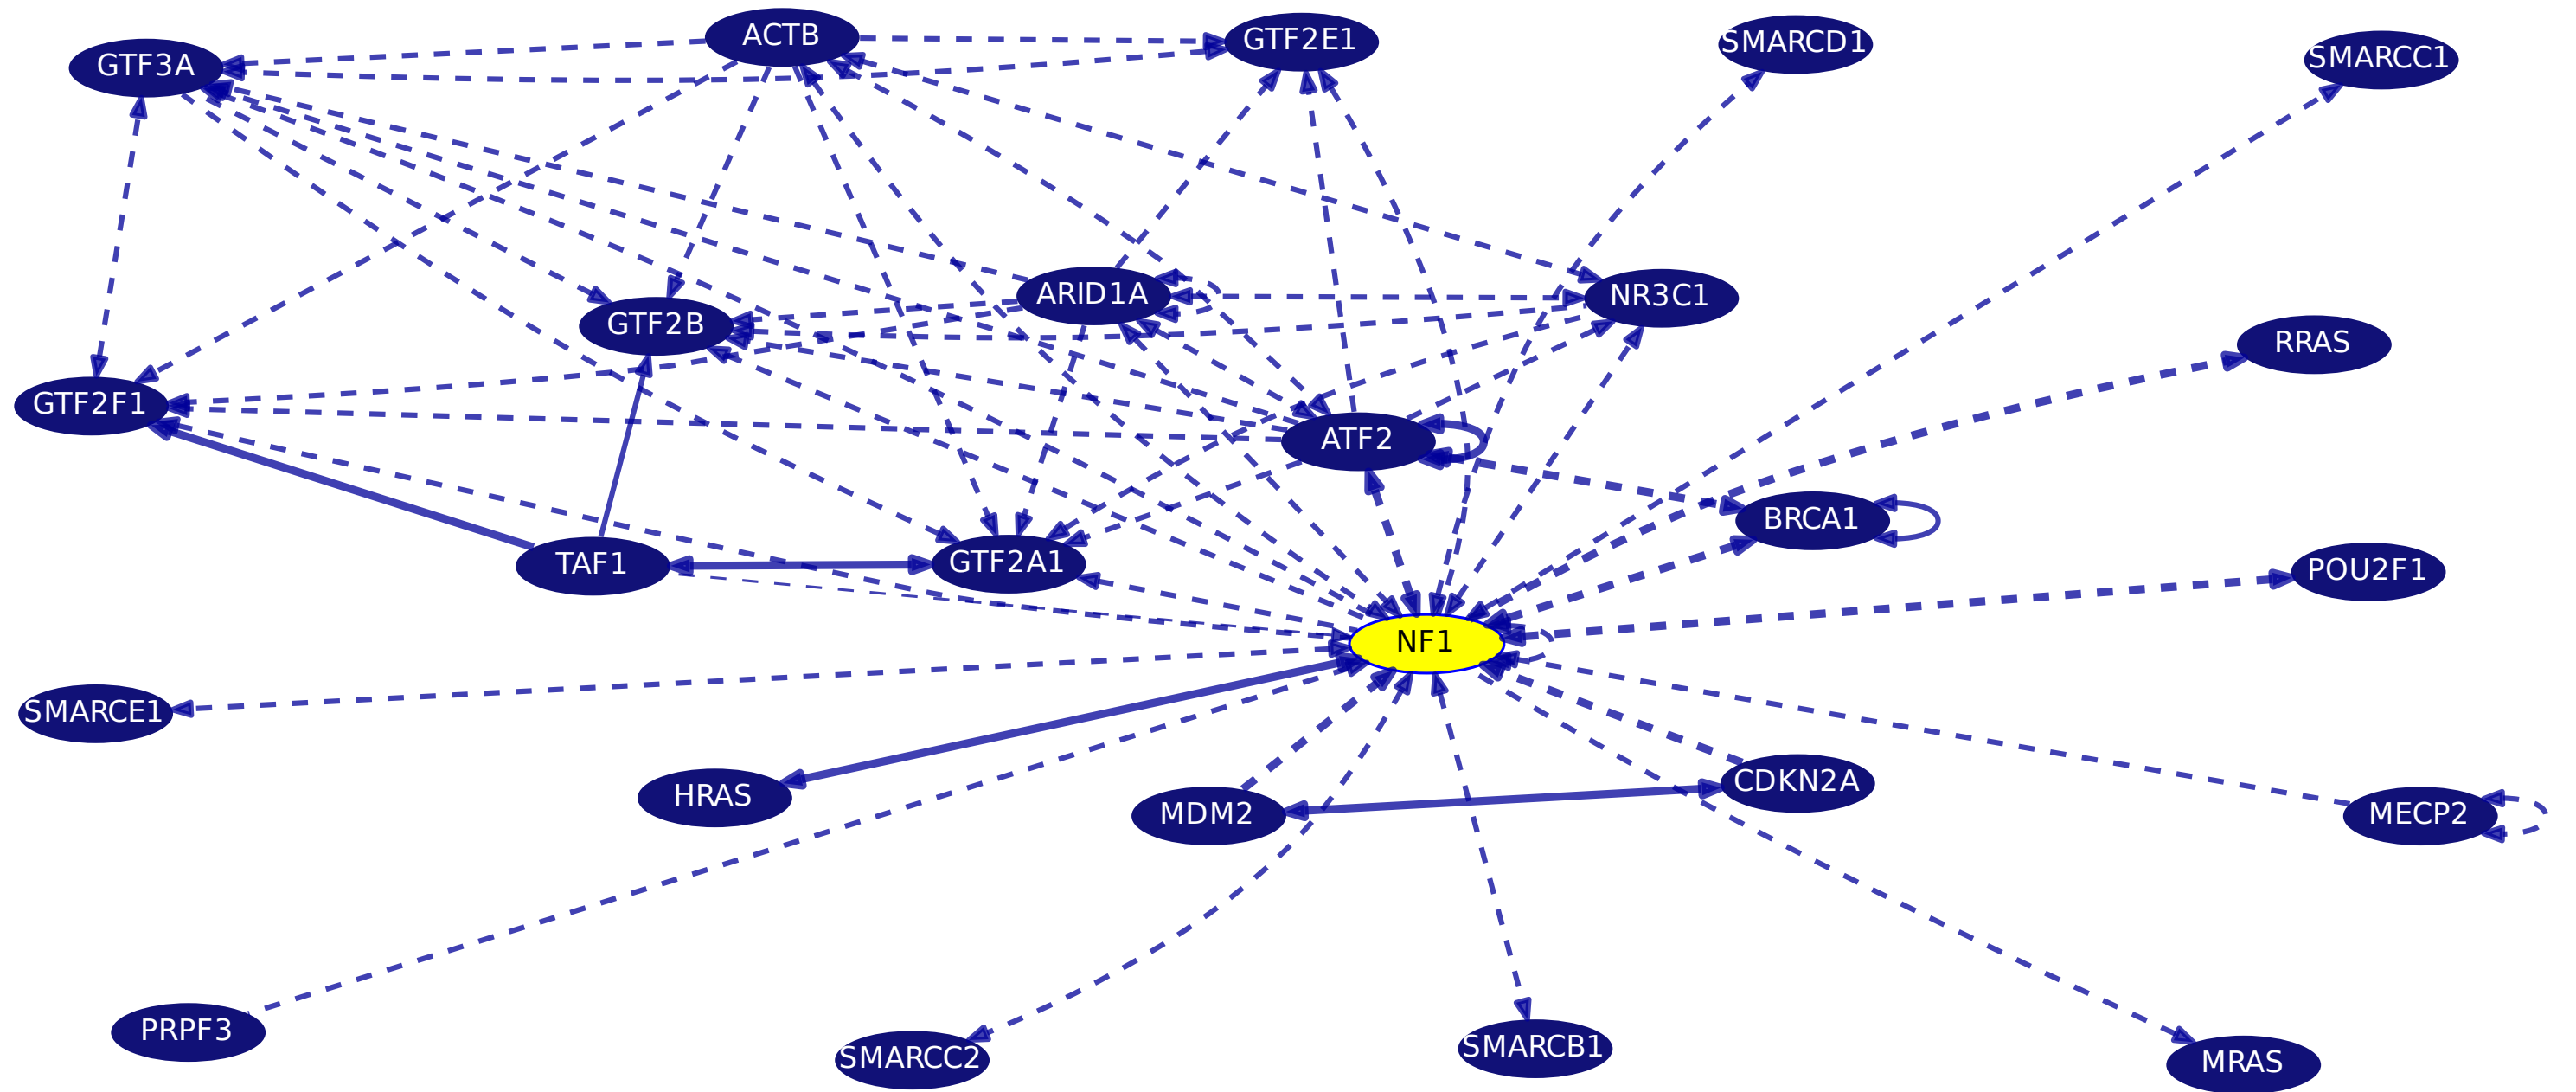 ACTB
GTF2E1
SMARCD1
SMARCC1
GTF3A
ARID1A
NR3C1
GTF2B
RRAS
GTF2F1
ATF2
BRCA1
TAF1
GTF2A1
POU2F1
NF1
SMARCE1
HRAS
MDM2
CDKN2A
MECP2
PRPF3
SMARCC2
SMARCB1
MRAS